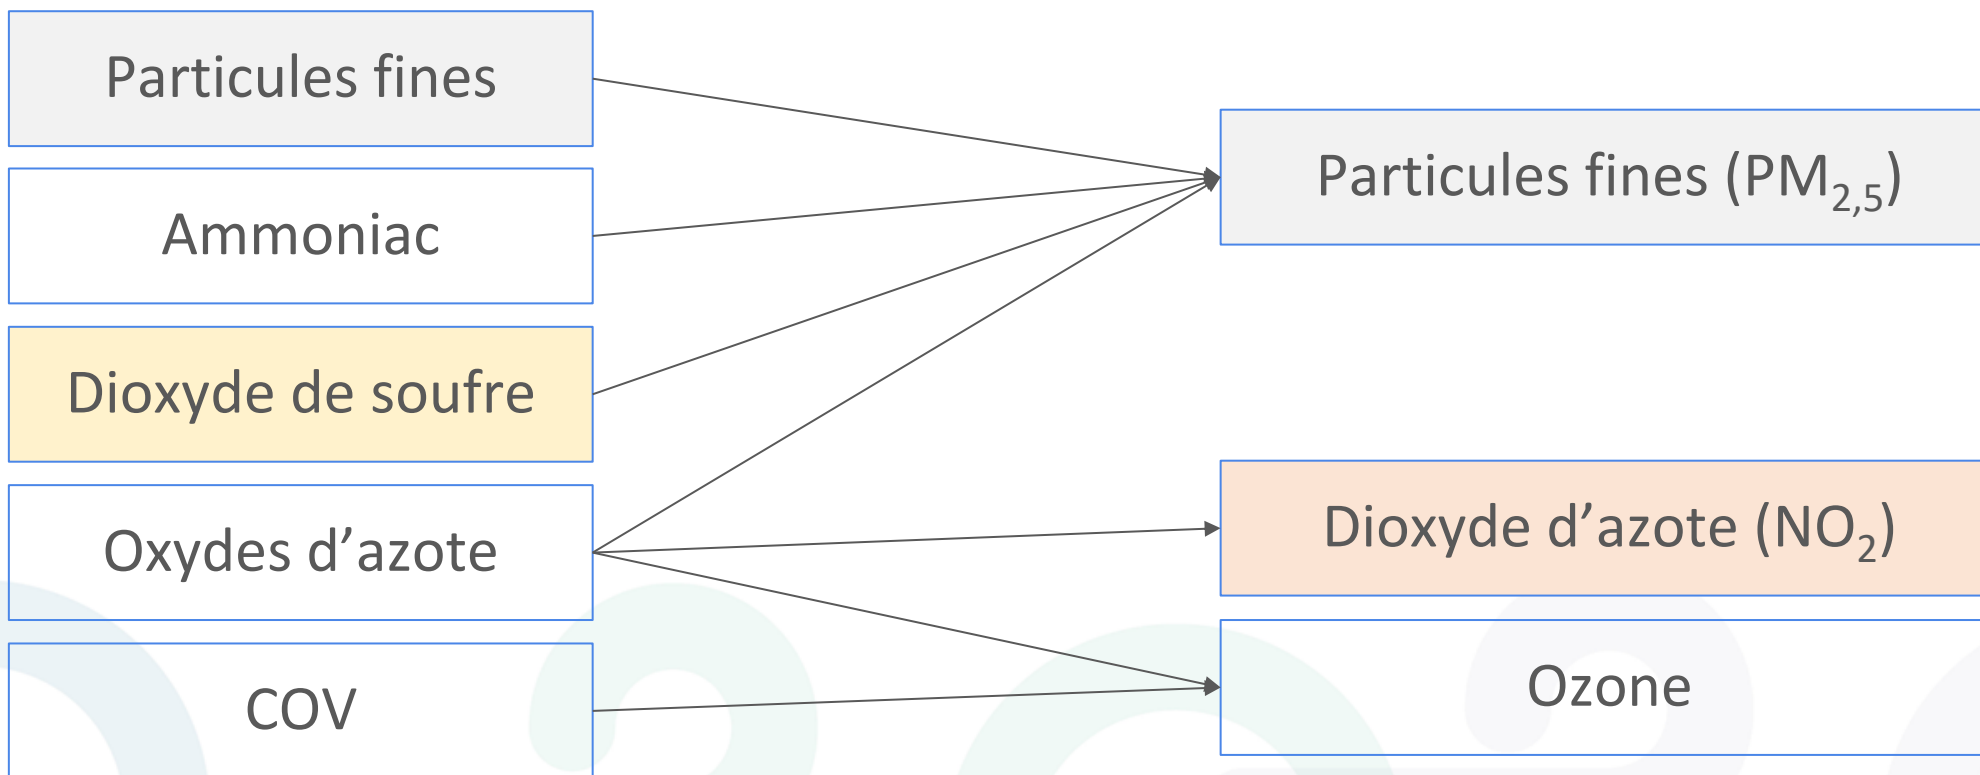 Particules fines
Ammoniac
Dioxyde de soufre
Oxydes d’azote
COV
Particules fines (PM₂,₅)
Dioxyde d’azote (NO₂)
Ozone